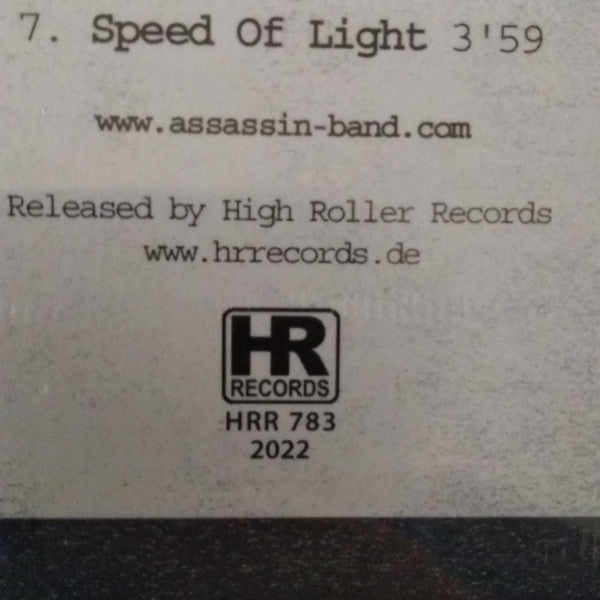 7. Speed Of Light 3'59
www.assassin-band.com
Released by High Roller Records
www.hrrecords.de
HR
RECORDS
HRR 783
2022